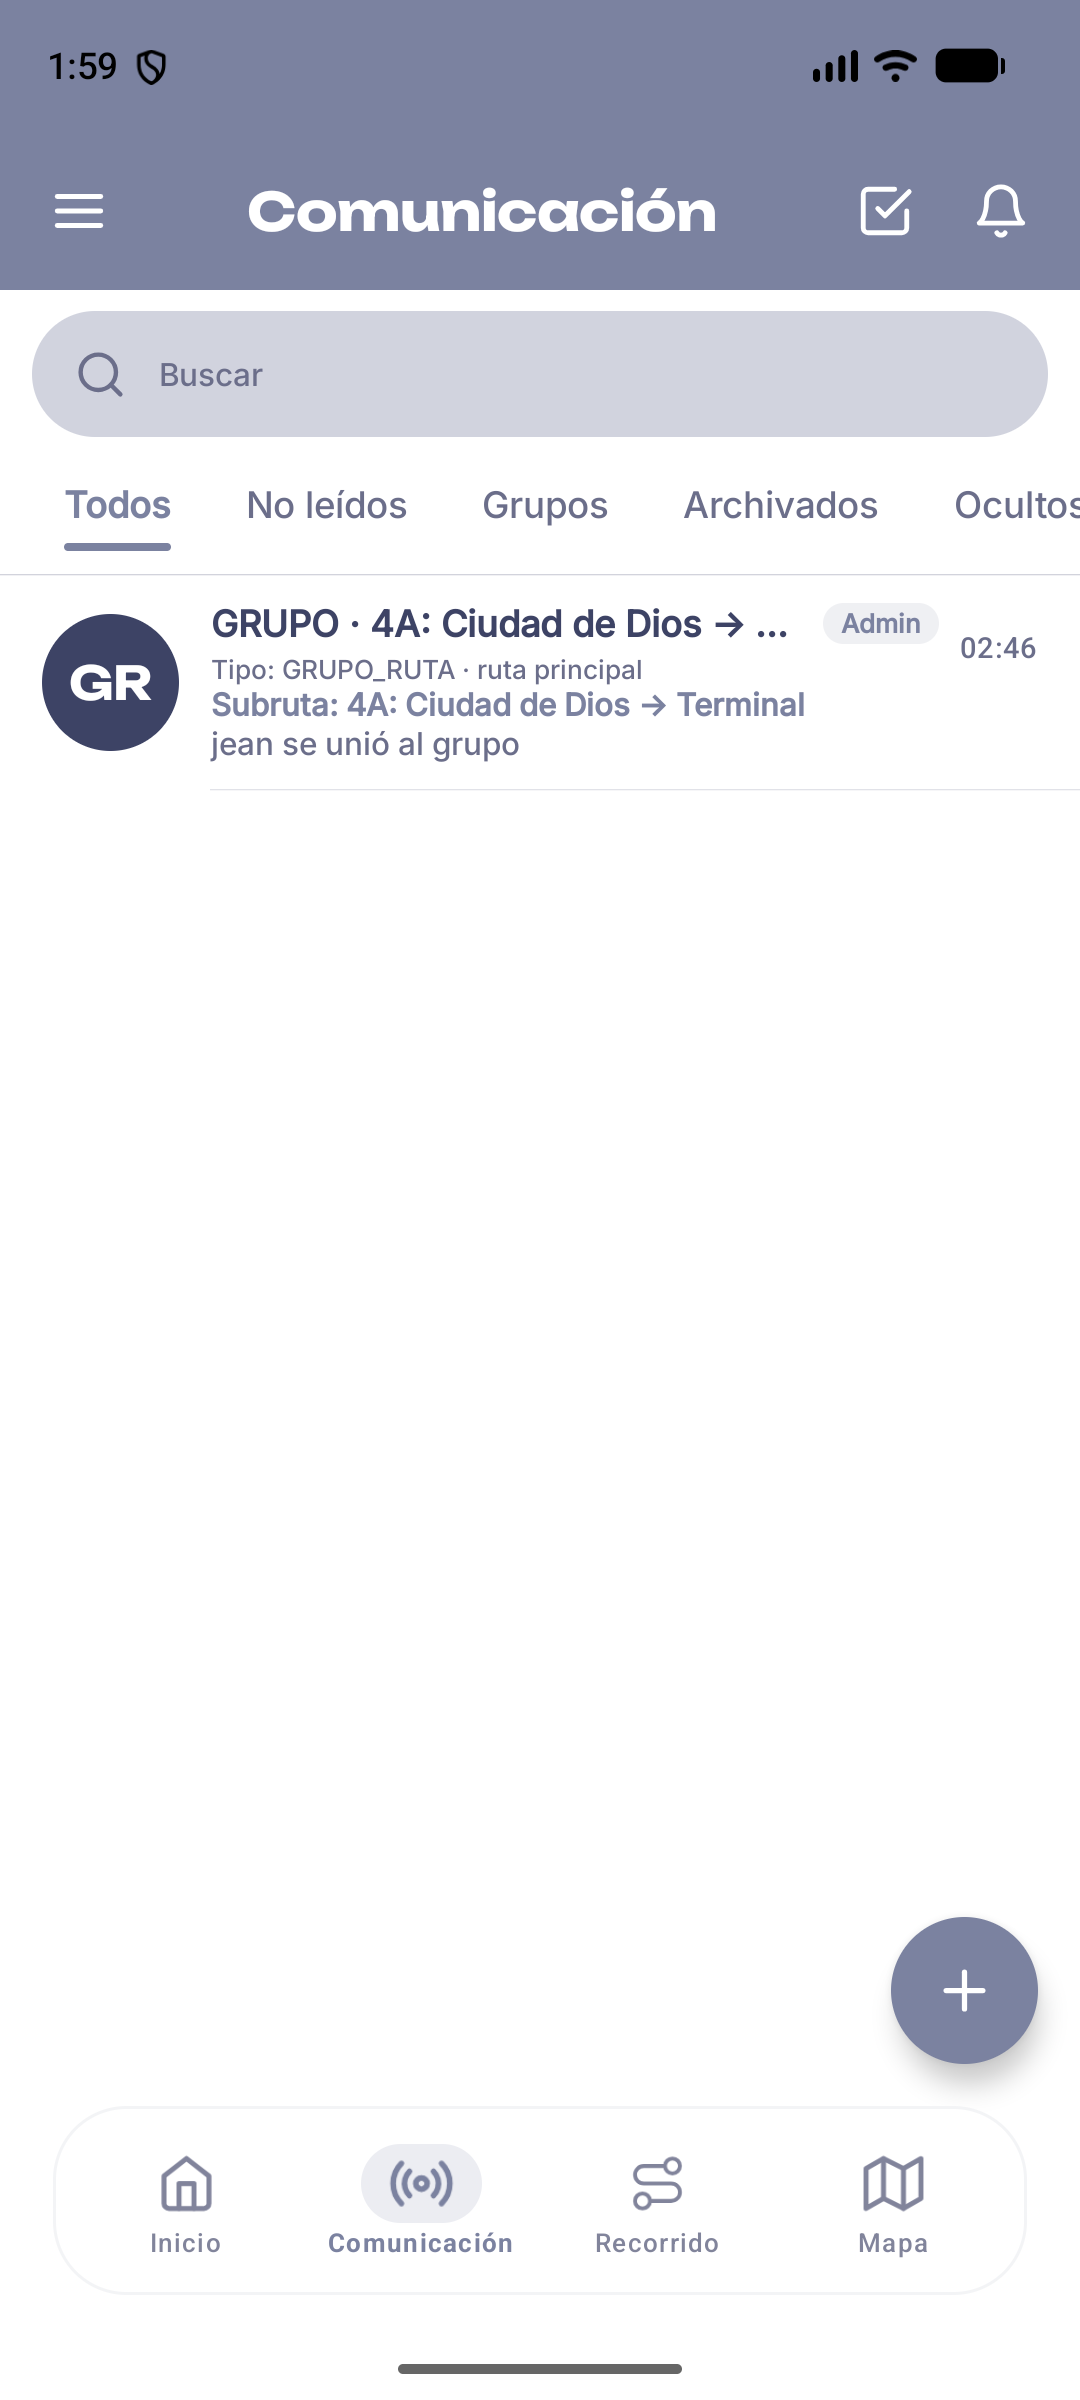 1:59
Comunicación
Buscar
Todos No leídos Grupos Archivados Ocultos
GRUPO · 4A: Ciudad de Dios → ... Admin
02:46
GR
Tipo: GRUPO_RUTA · ruta principal
Subruta: 4A: Ciudad de Dios → Terminal
jean se unió al grupo
Inicio Comunicación Recorrido Mapa